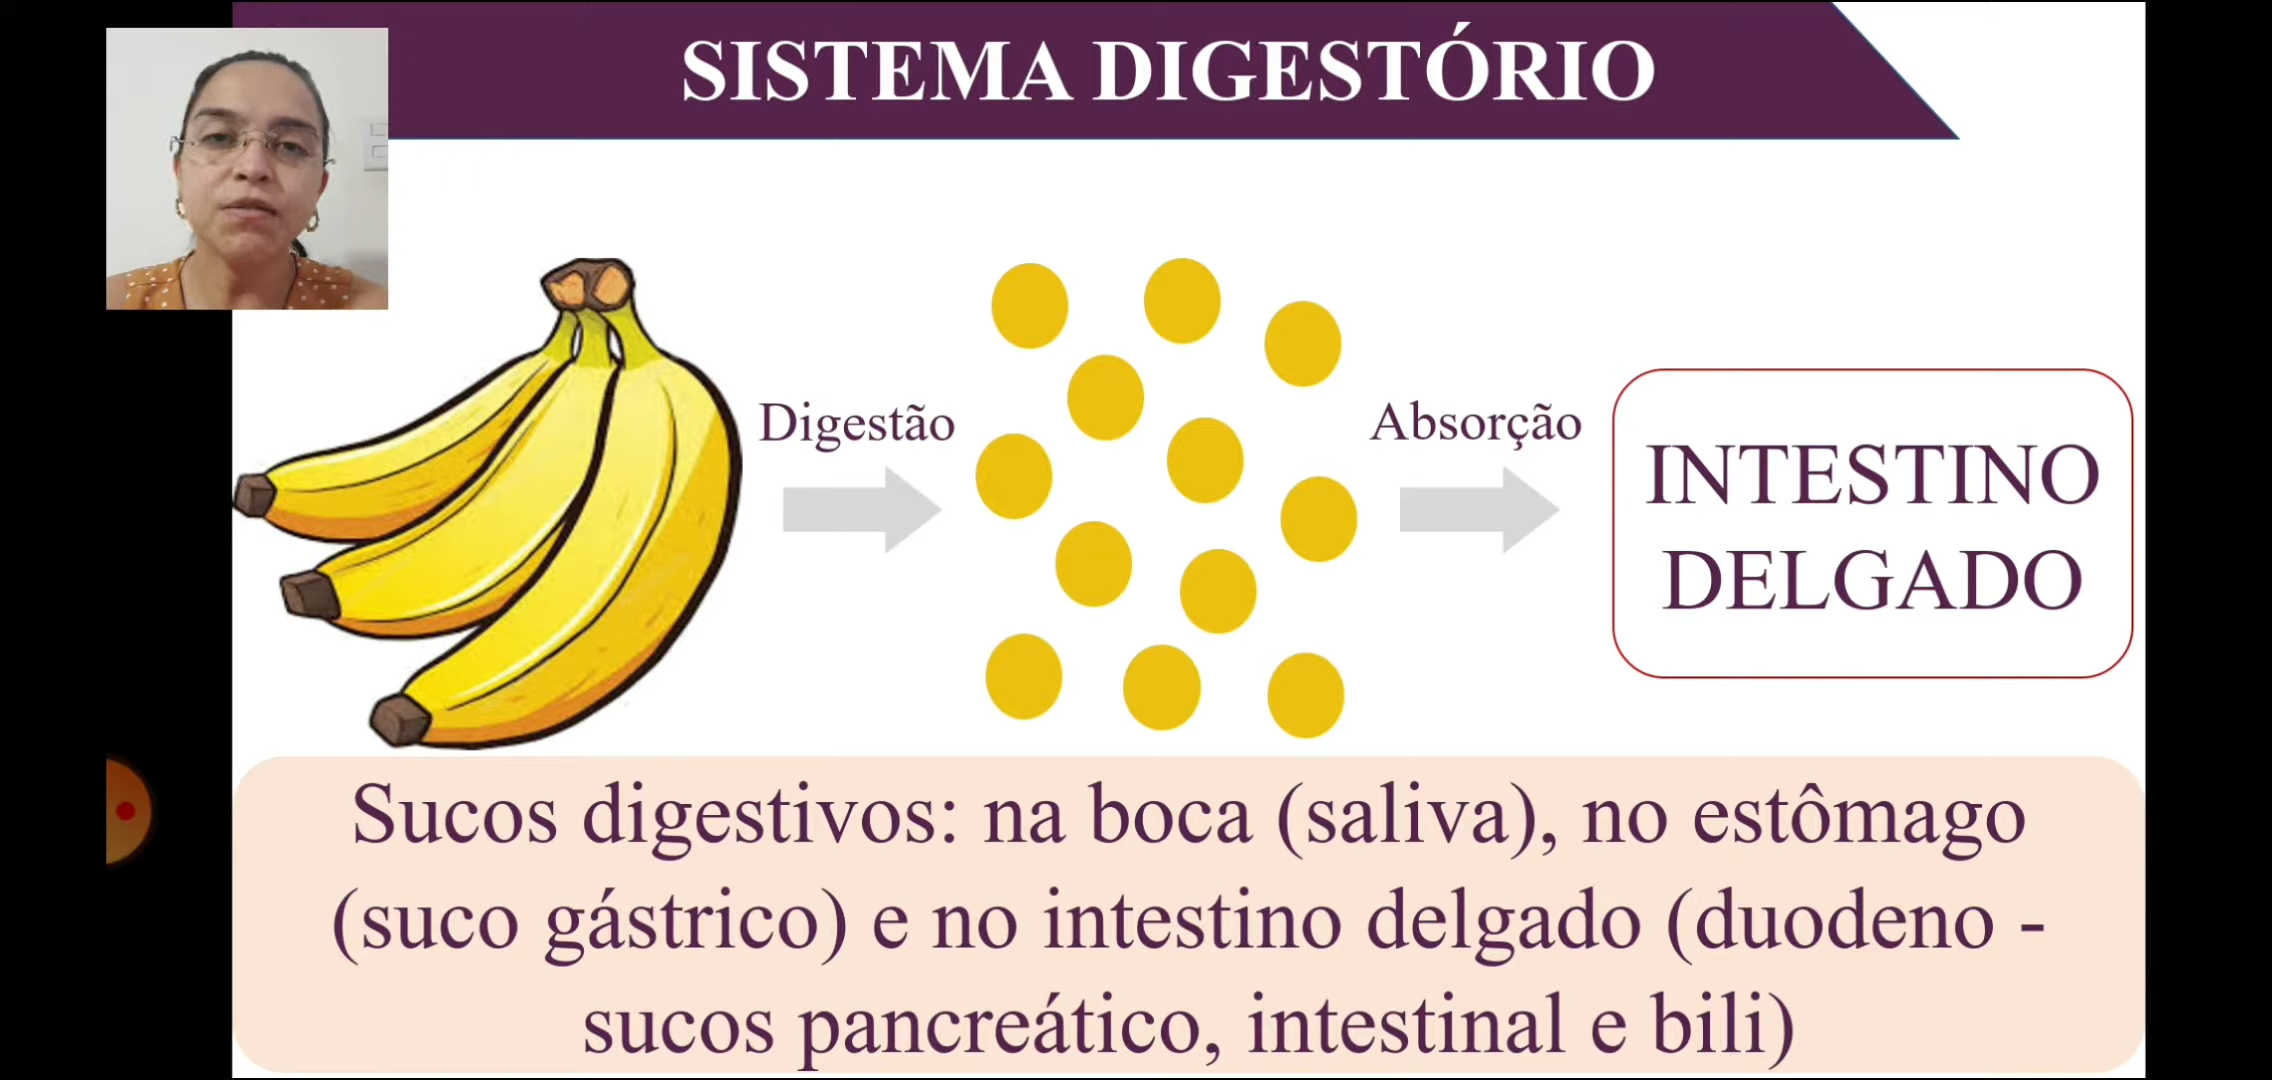 SISTEMA DIGESTÓRIO
Digestão
Absorção
INTESTINO
DELGADO
Sucos digestivos: na boca (saliva), no estômago
(suco gástrico) e no intestino delgado (duodeno -
sucos pancreático, intestinal e bili)